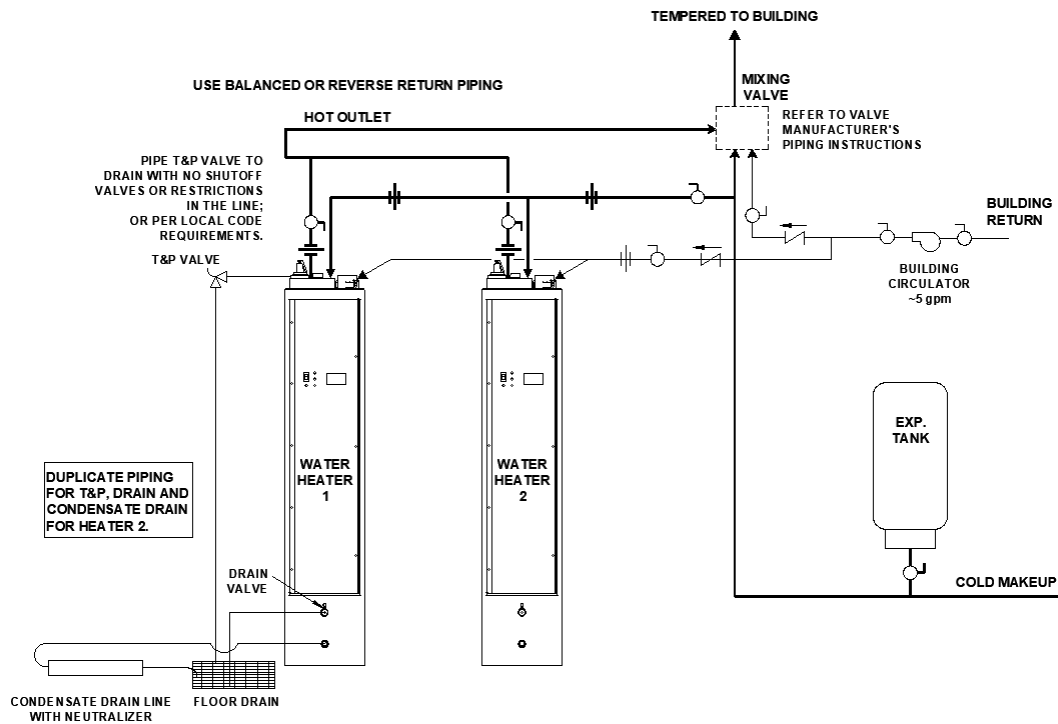 TEMPERED TO BUILDING
USE BALANCED OR REVERSE RETURN PIPING
MIXING
VALVE
HOT OUTLET
REFER TO VALVE
MANUFACTURER'S
PIPING INSTRUCTIONS
PIPE T&P VALVE TO
DRAIN WITH NO SHUTOFF
VALVES OR RESTRICTIONS
IN THE LINE;
OR PER LOCAL CODE
REQUIREMENTS.
T&P VALVE
BUILDING
RETURN
BUILDING
CIRCULATOR
~5 gpm
EXP.
TANK
WATER
HEATER
1
WATER
HEATER
2
DUPLICATE PIPING
FOR T&P, DRAIN AND
CONDENSATE DRAIN
FOR HEATER 2.
DRAIN
VALVE
COLD MAKEUP
CONDENSATE DRAIN LINE
WITH NEUTRALIZER
FLOOR DRAIN